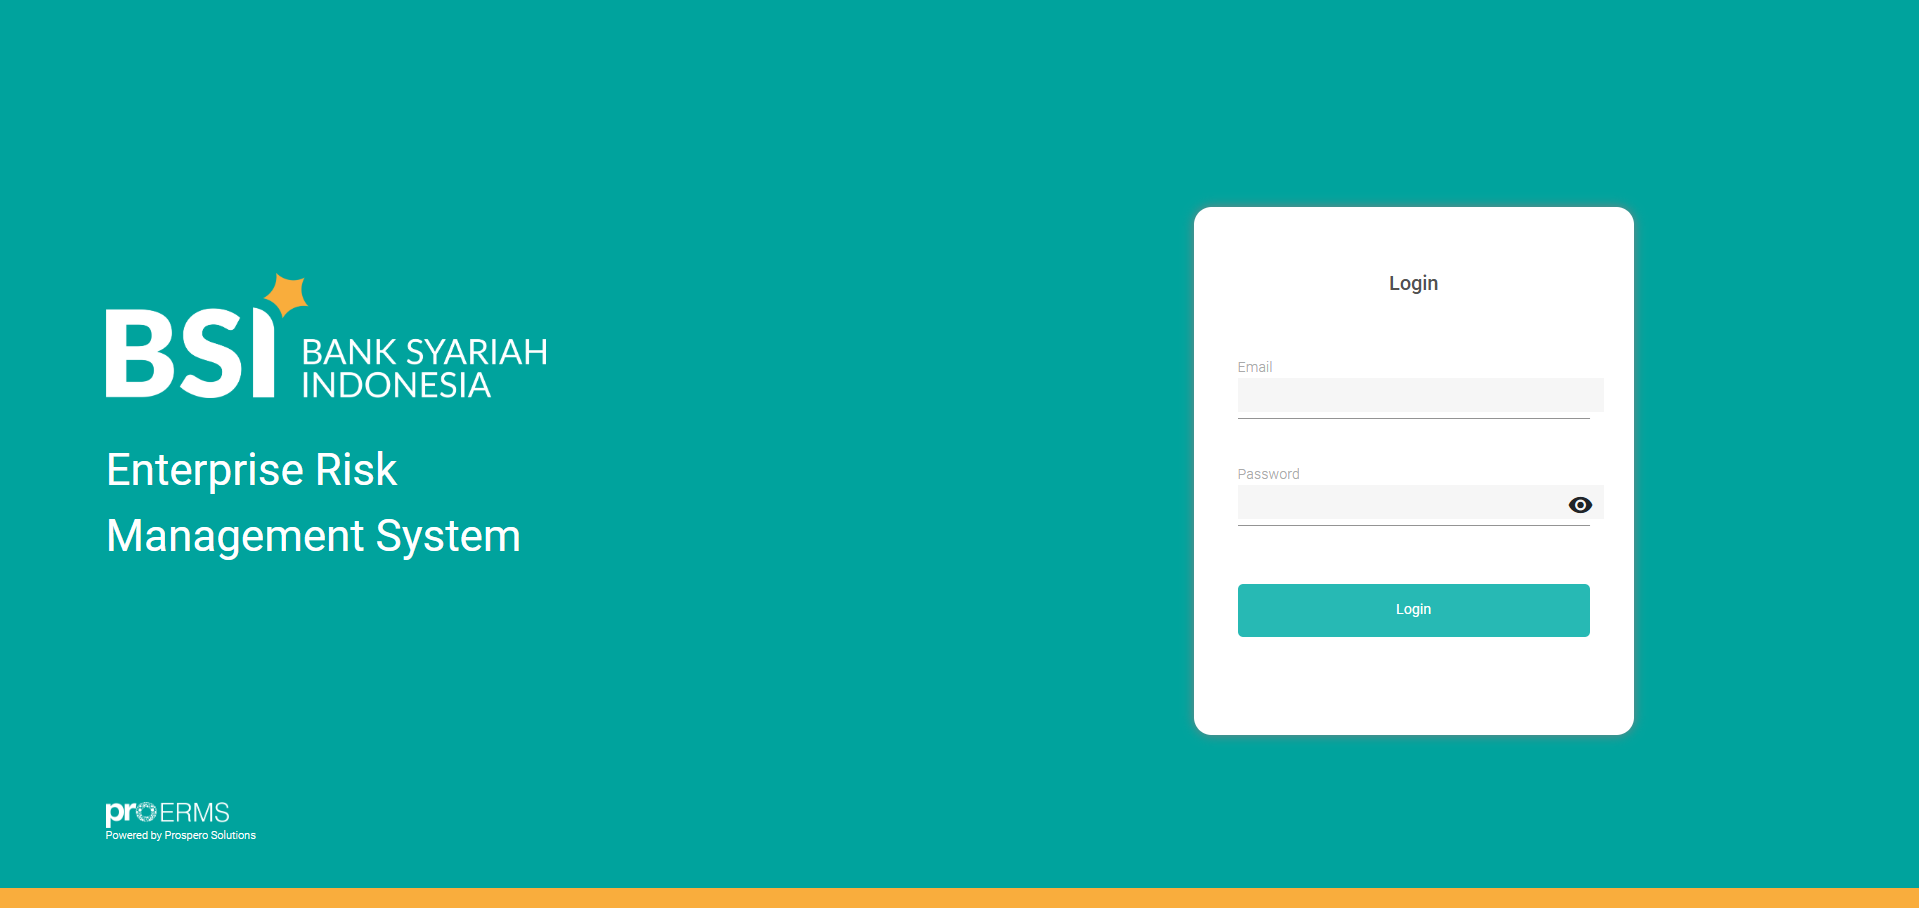 BSI BANK SYARIAH
INDONESIA
Enterprise Risk
Management System
proERMS
Powered by Prospero Solutions
Login
Email
Password
Login